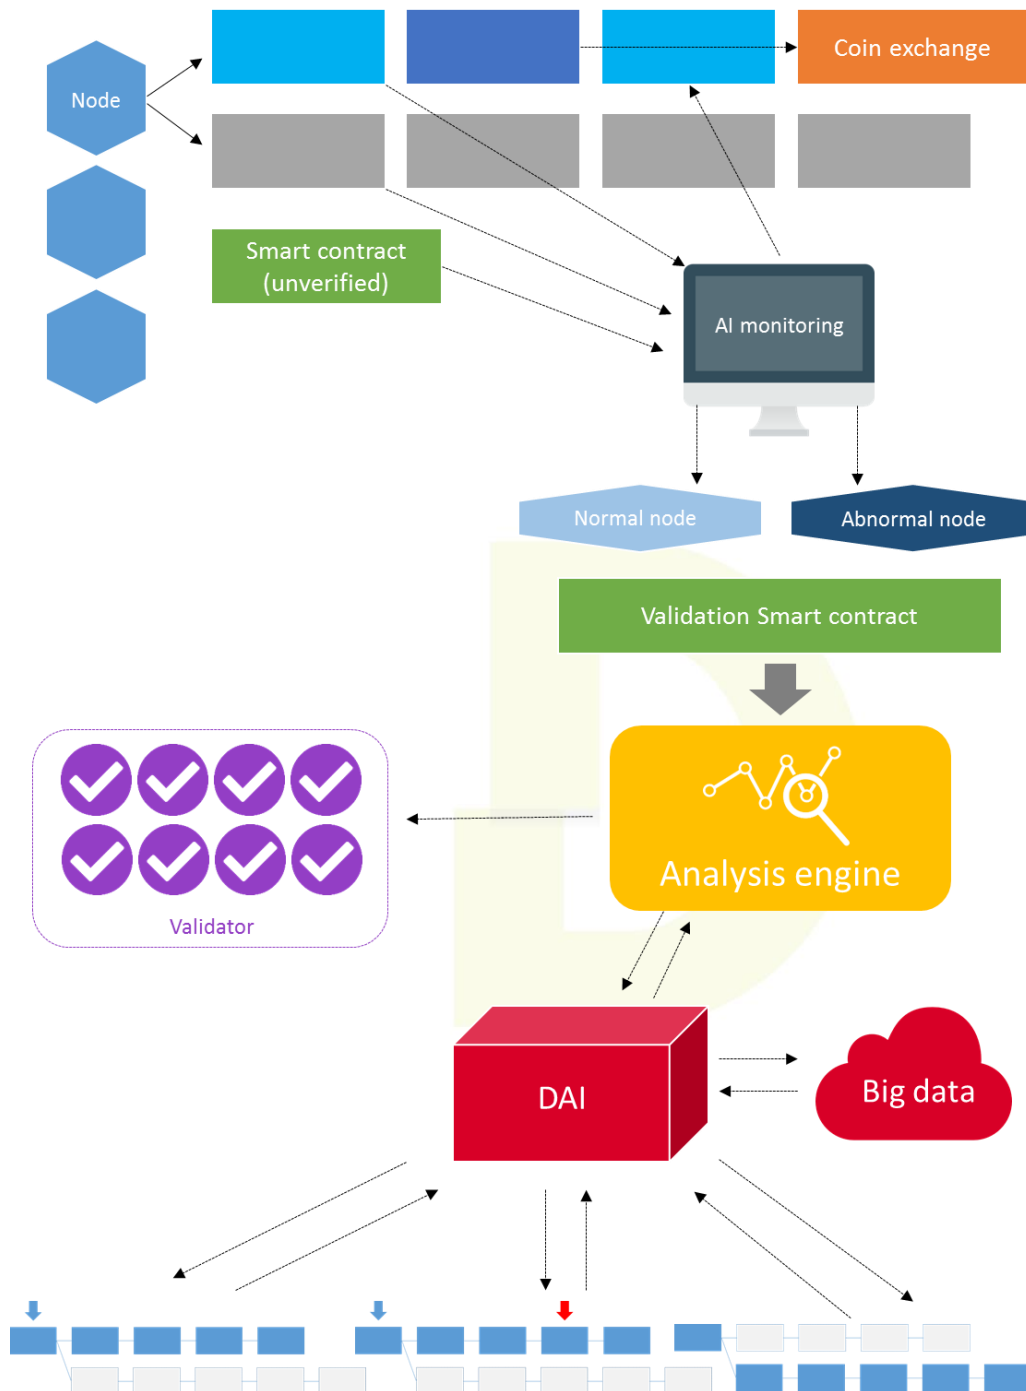 Node
Coin exchange
Smart contract
(unverified)
AI monitoring
Normal node
Abnormal node
Validation Smart contract
Analysis engine
Validator
DAI
Big data